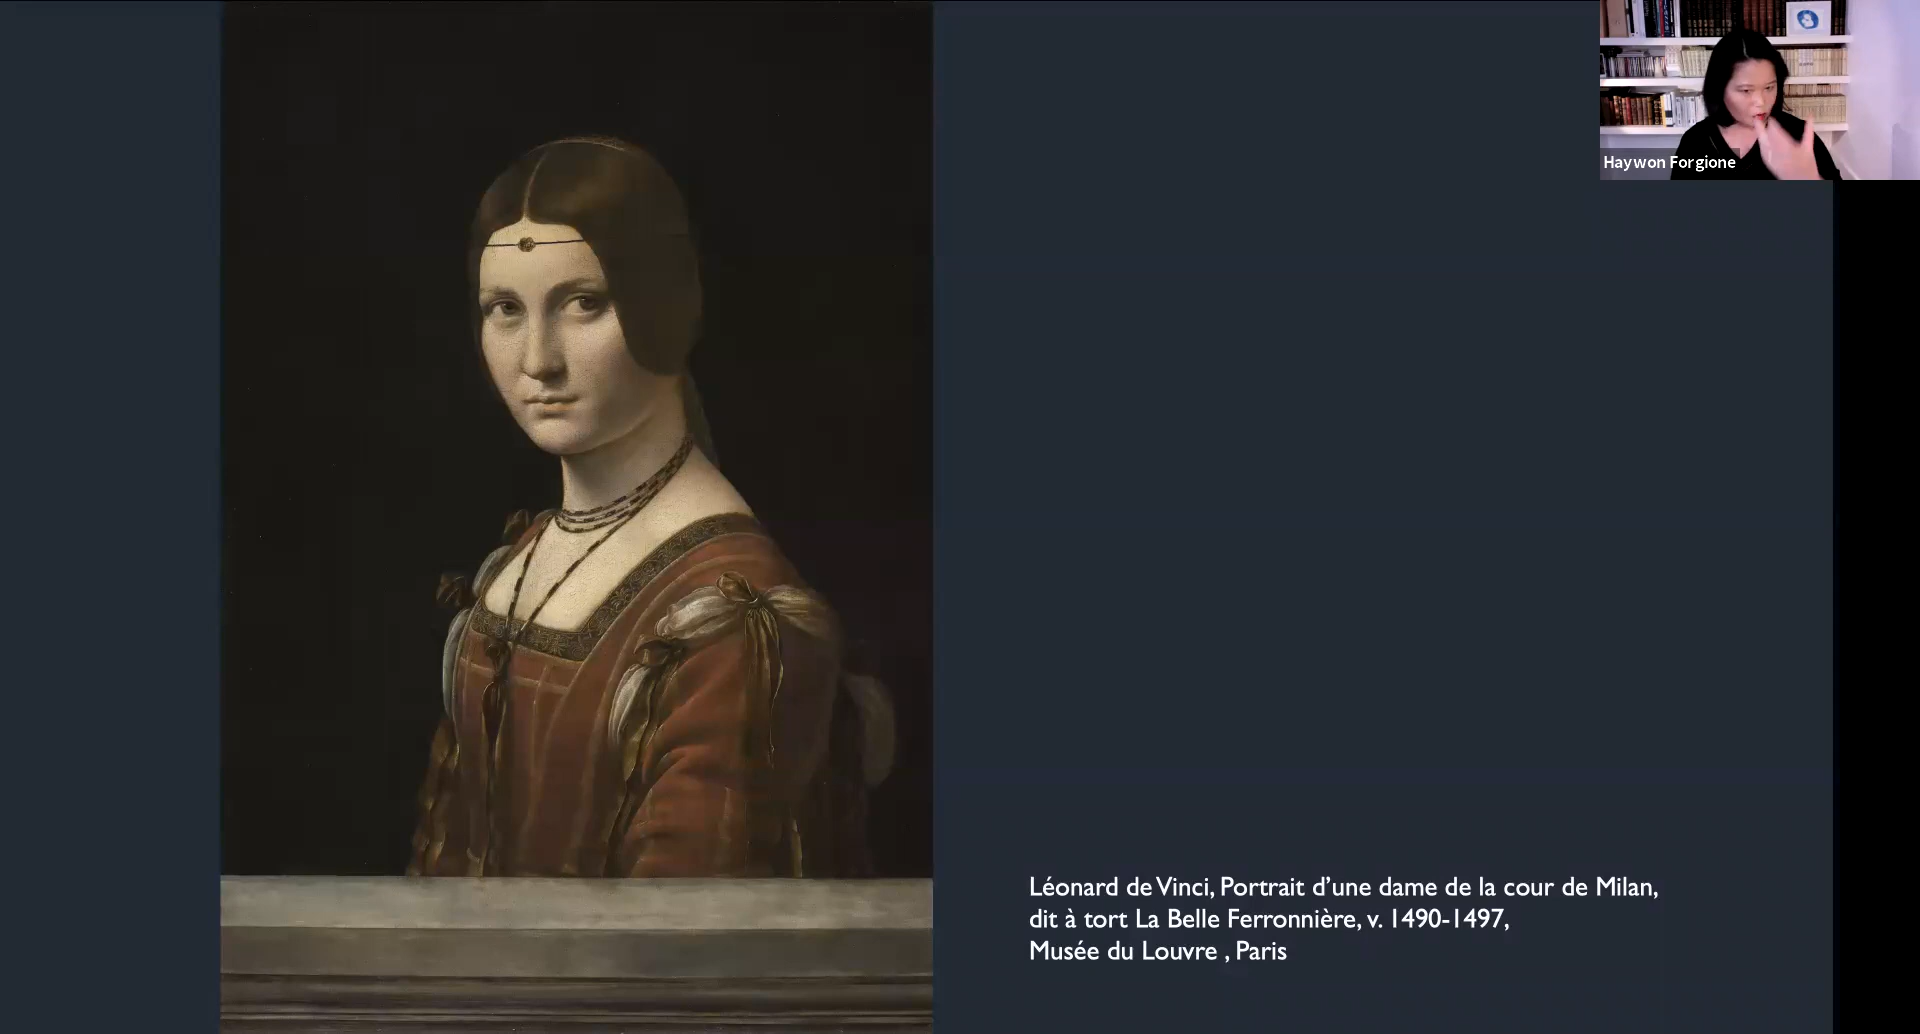 Haywon Forgione
Léonard de Vinci, Portrait d’une dame de la cour de Milan,
dit à tort La Belle Ferronnière, v. 1490-1497,
Musée du Louvre , Paris